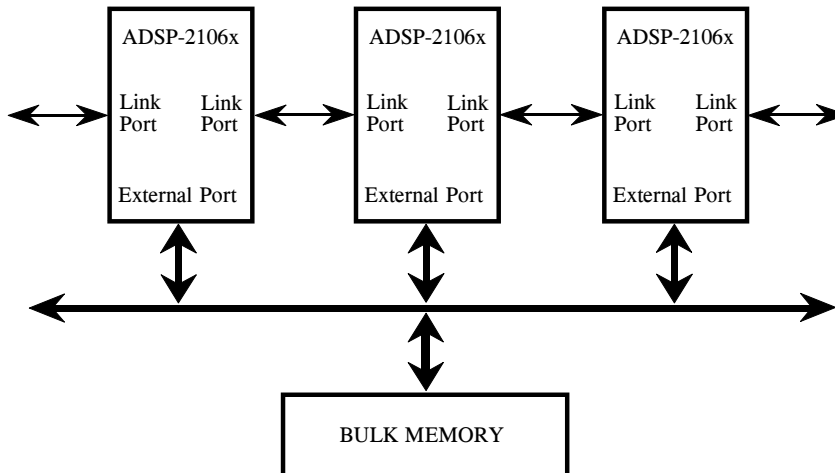 ADSP-2106x
ADSP-2106x
ADSP-2106x
Link Link
Port Port
Link Link
Port Port
Link Link
Port Port
External Port
External Port
External Port
BULK MEMORY